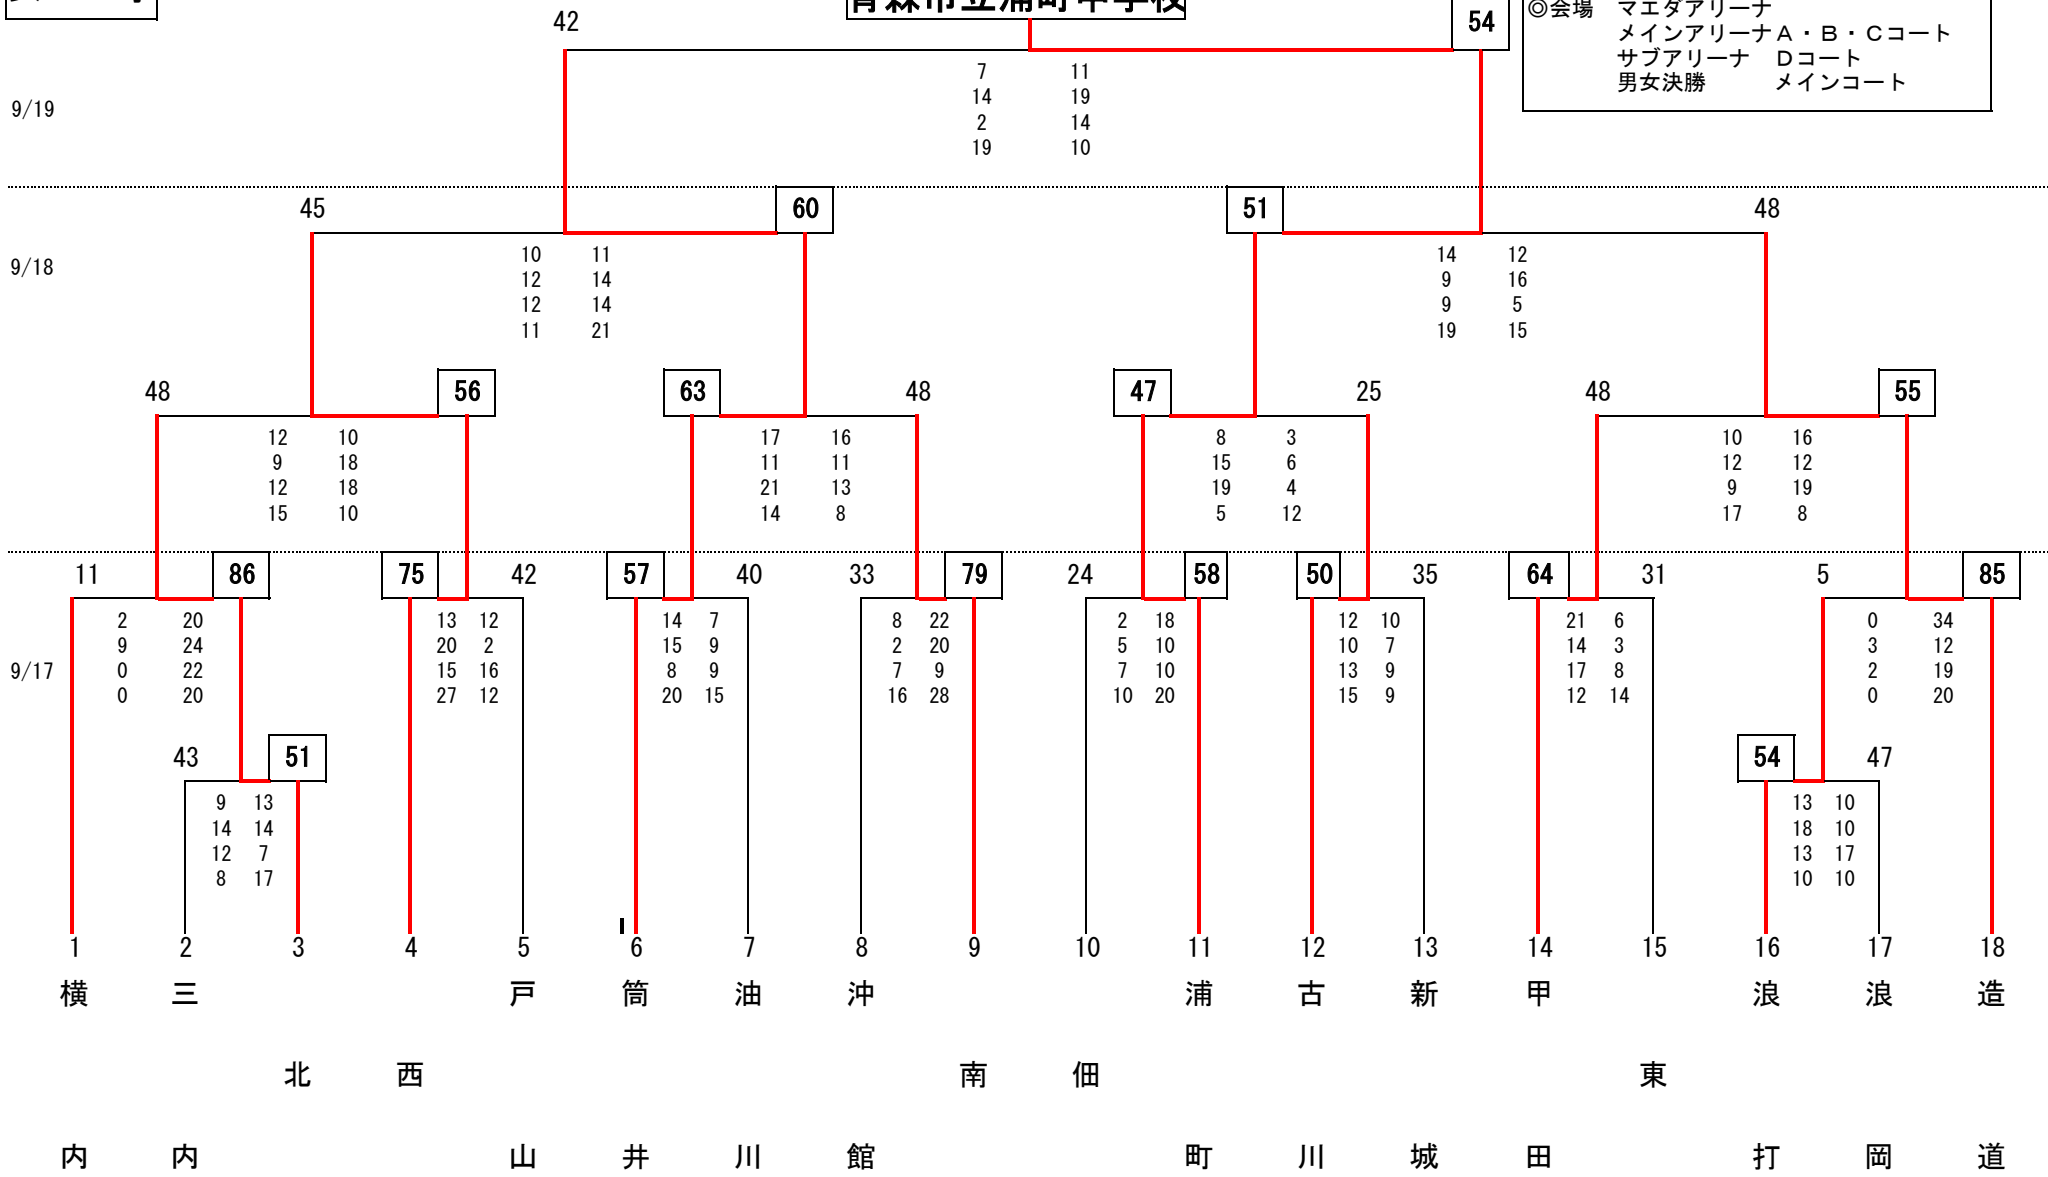 青森市立浦町中学校
◎会場　マエダアリーナ
メインアリーナA・B・Cコート
サブアリーナ　Dコート
男女決勝　　　メインコート
42 54
7 11
14 19
2 14
19 10
9/19
45 60 51 48
10 11 14 12
12 14 9 16
12 14 9 5
11 21 19 15
9/18
48 56 63 48 47 25 48 55
12 10 17 16 8 3 10 16
9 18 11 11 15 6 12 12
12 18 21 13 19 4 9 19
15 10 14 8 5 12 17 8
11 86 75 42 57 40 33 79 24 58 50 35 64 31 5 85
2 20 13 12 14 7 8 22 2 18 12 10 21 6 0 34
9 24 20 2 15 9 2 20 5 10 10 7 14 3 3 12
0 22 15 16 8 9 7 9 7 10 13 9 17 8 2 19
0 20 27 12 20 15 16 28 10 20 15 9 12 14 0 20
9/17
43 51 54 47
9 13 13 10
14 14 18 10
12 7 13 17
8 17 10 10
1 2 3 4 5 6 7 8 9 10 11 12 13 14 15 16 17 18
横内
三内
北
西
戸山
筒井
油川
沖館
南
佃
浦町
古川
新城
甲田
東
浪打
浪岡
造道